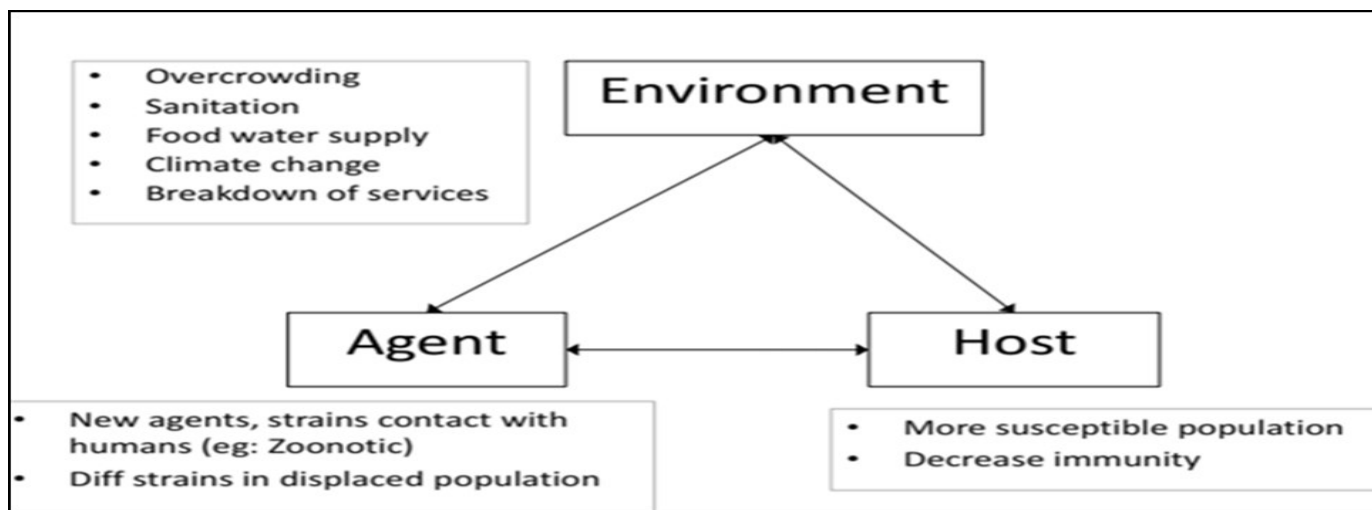 • Overcrowding
• Sanitation
• Food water supply
• Climate change
• Breakdown of services
Environment
Agent
Host
• New agents, strains contact with
humans (eg: Zoonotic)
• Diff strains in displaced population
• More susceptible population
• Decrease immunity